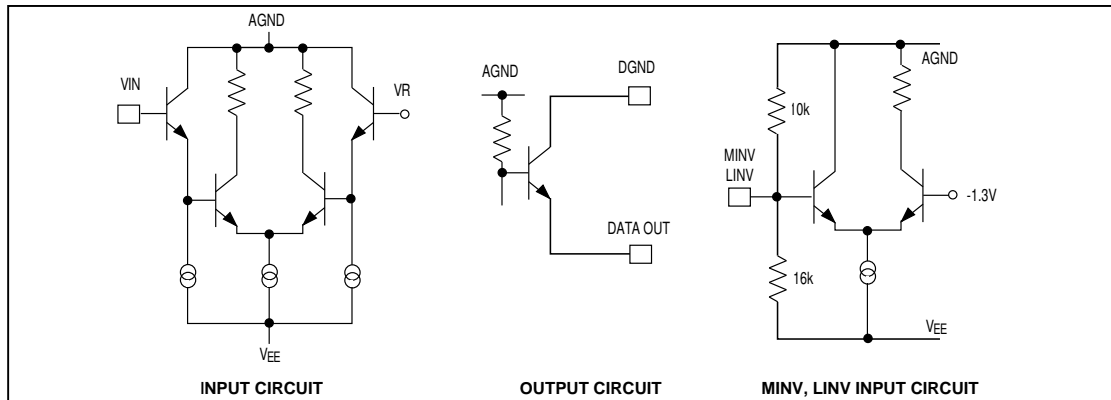 AGND
VIN
VR
VEE
INPUT CIRCUIT
AGND
DGND
DATA OUT
OUTPUT CIRCUIT
AGND
10k
MINV
LINV
-1.3V
16k
VEE
MINV, LINV INPUT CIRCUIT